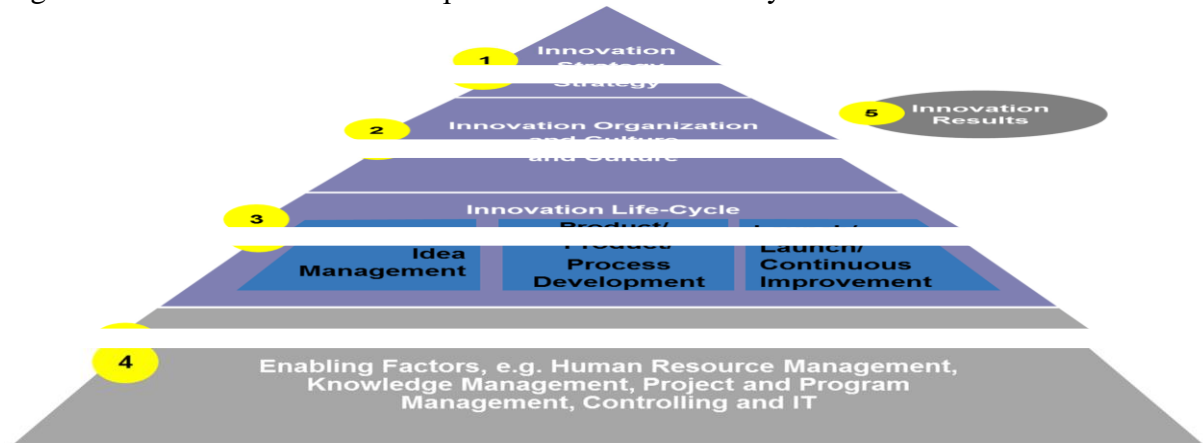 1
Innovation
Strategy
2
Innovation Organization
and Culture
5
Innovation
Results
3
Innovation Life-Cycle
Idea
Management
Product/
Process
Development
Launch/
Continuous
Improvement
4
Enabling Factors, e.g. Human Resource Management,
Knowledge Management, Project and Program
Management, Controlling and IT